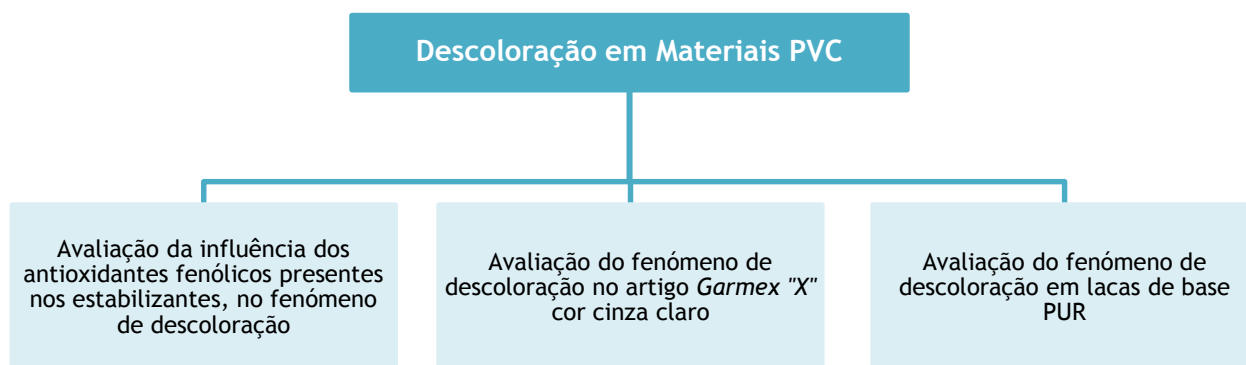 Descoloração em Materiais PVC
Avaliação da influência dos
antioxidantes fenólicos presentes
nos estabilizantes, no fenómeno
de descoloração
Avaliação do fenómeno de
descoloração no artigo Garmex "X"
cor cinza claro
Avaliação do fenómeno de
descoloração em lacas de base
PUR